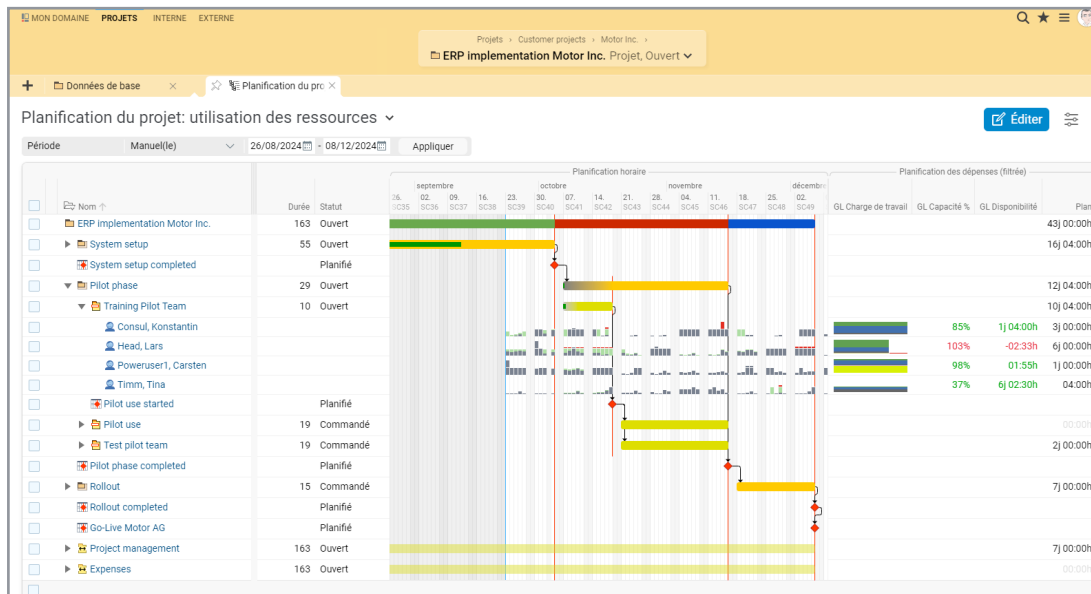 MON DOMAINE PROJETS INTERNE EXTERNE
Projets › Customer projects › Motor Inc. ›
ERP implementation Motor Inc. Projet, Ouvert
Données de base × Planification du pro ×
Planification du projet: utilisation des ressources
Éditer
Période Manuel(le) 26/08/2024 - 08/12/2024 Appliquer
Planification horaire Planification des dépenses (filtrée)
septembre octobre novembre décembre
Nom Durée Statut 26. 02. 09. 16. 23. 30. 07. 14. 21. 28. 04. 11. 18. 25. 02. GL Charge de travail GL Capacité % GL Disponibilité Plan
SC35 SC36 SC37 SC38 SC39 SC40 SC41 SC42 SC43 SC44 SC45 SC46 SC47 SC48 SC49
ERP implementation Motor Inc. 163 Ouvert 43j 00:00h
System setup 55 Ouvert 16j 04:00h
System setup completed Planifié
Pilot phase 29 Ouvert 12j 04:00h
Training Pilot Team 10 Ouvert 10j 04:00h
Consul, Konstantin 85% 1j 04:00h 3j 00:00h
Head, Lars 103% -02:33h 6j 00:00h
Poweruser1, Carsten 98% 01:55h 1j 00:00h
Timm, Tina 37% 6j 02:30h 04:00h
Pilot use started Planifié
Pilot use 19 Commandé 00:00h
Test pilot team 19 Commandé 2j 00:00h
Pilot phase completed Planifié
Rollout 15 Commandé 7j 00:00h
Rollout completed Planifié
Go-Live Motor AG Planifié
Project management 163 Ouvert 7j 00:00h
Expenses 163 Ouvert 00:00h